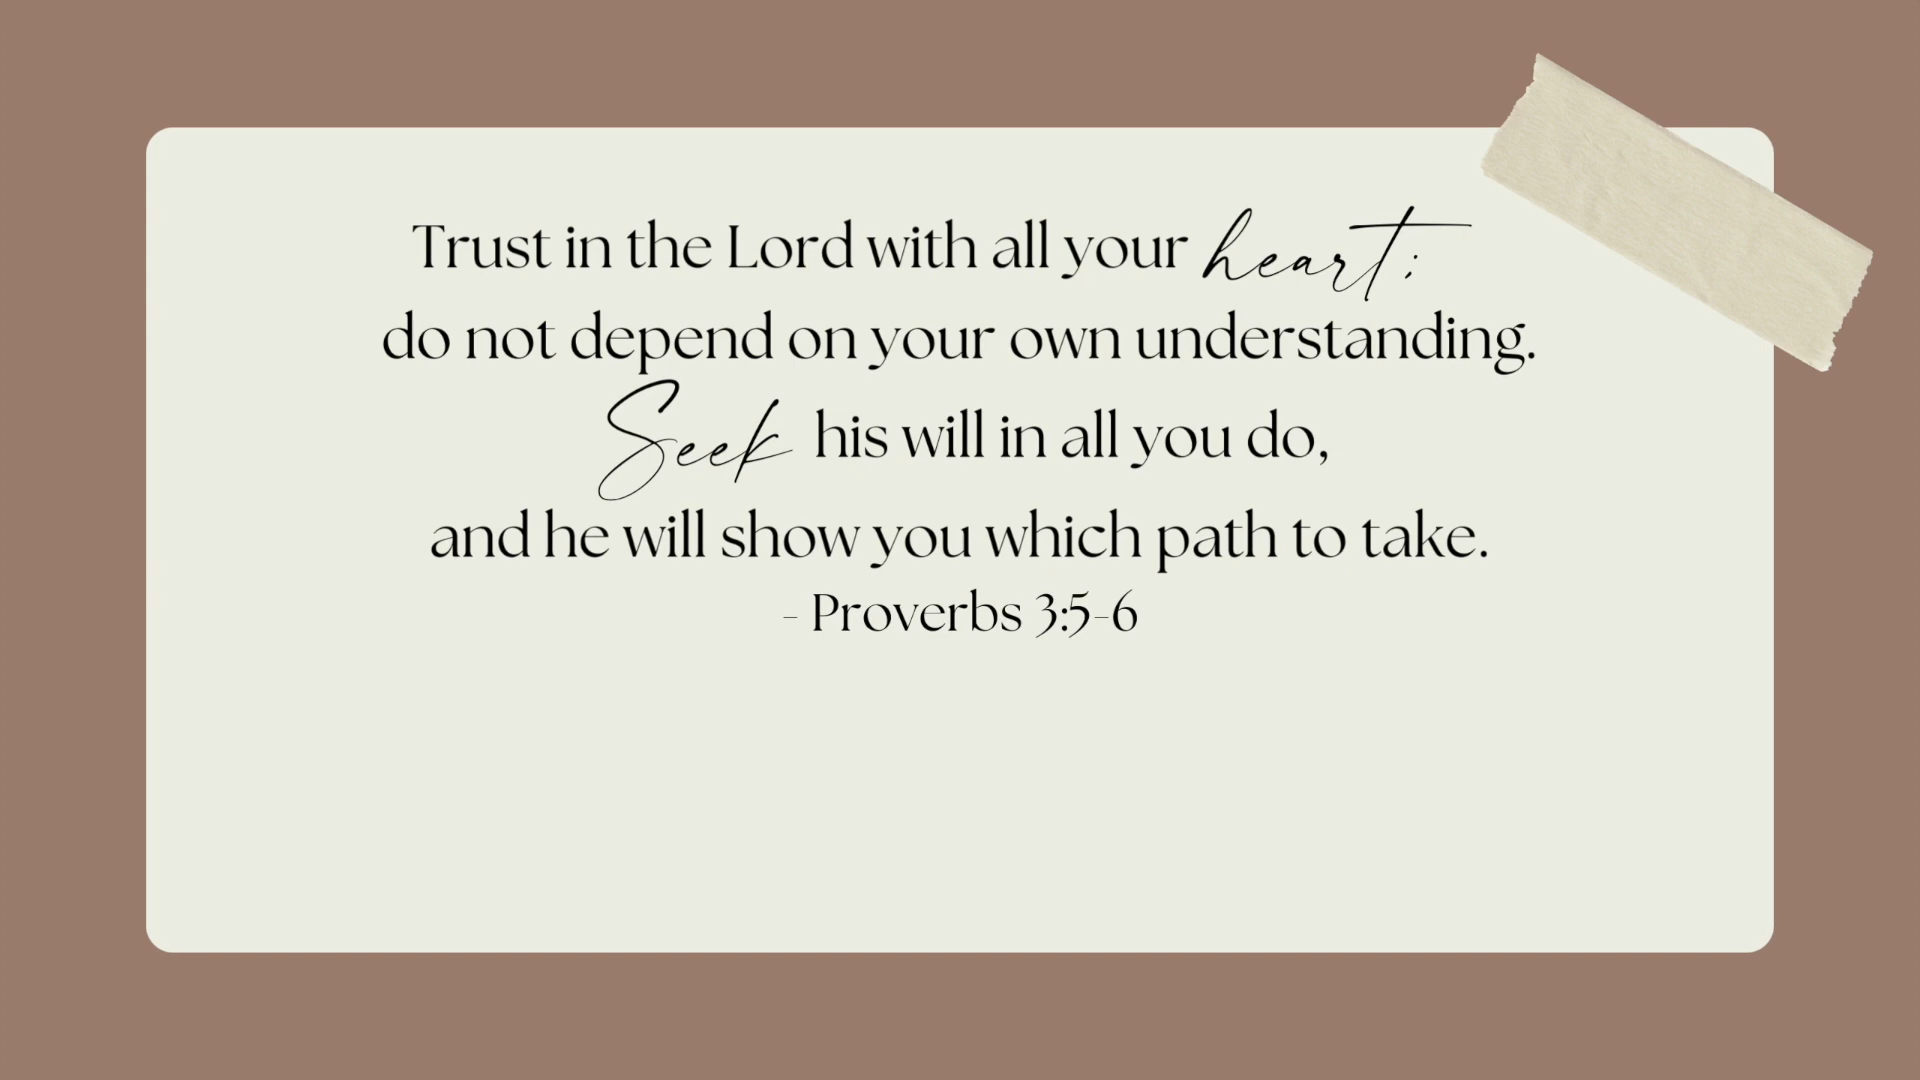 Trust in the Lord with all your heart;
do not depend on your own understanding.
Seek his will in all you do,
and he will show you which path to take.
- Proverbs 3:5-6